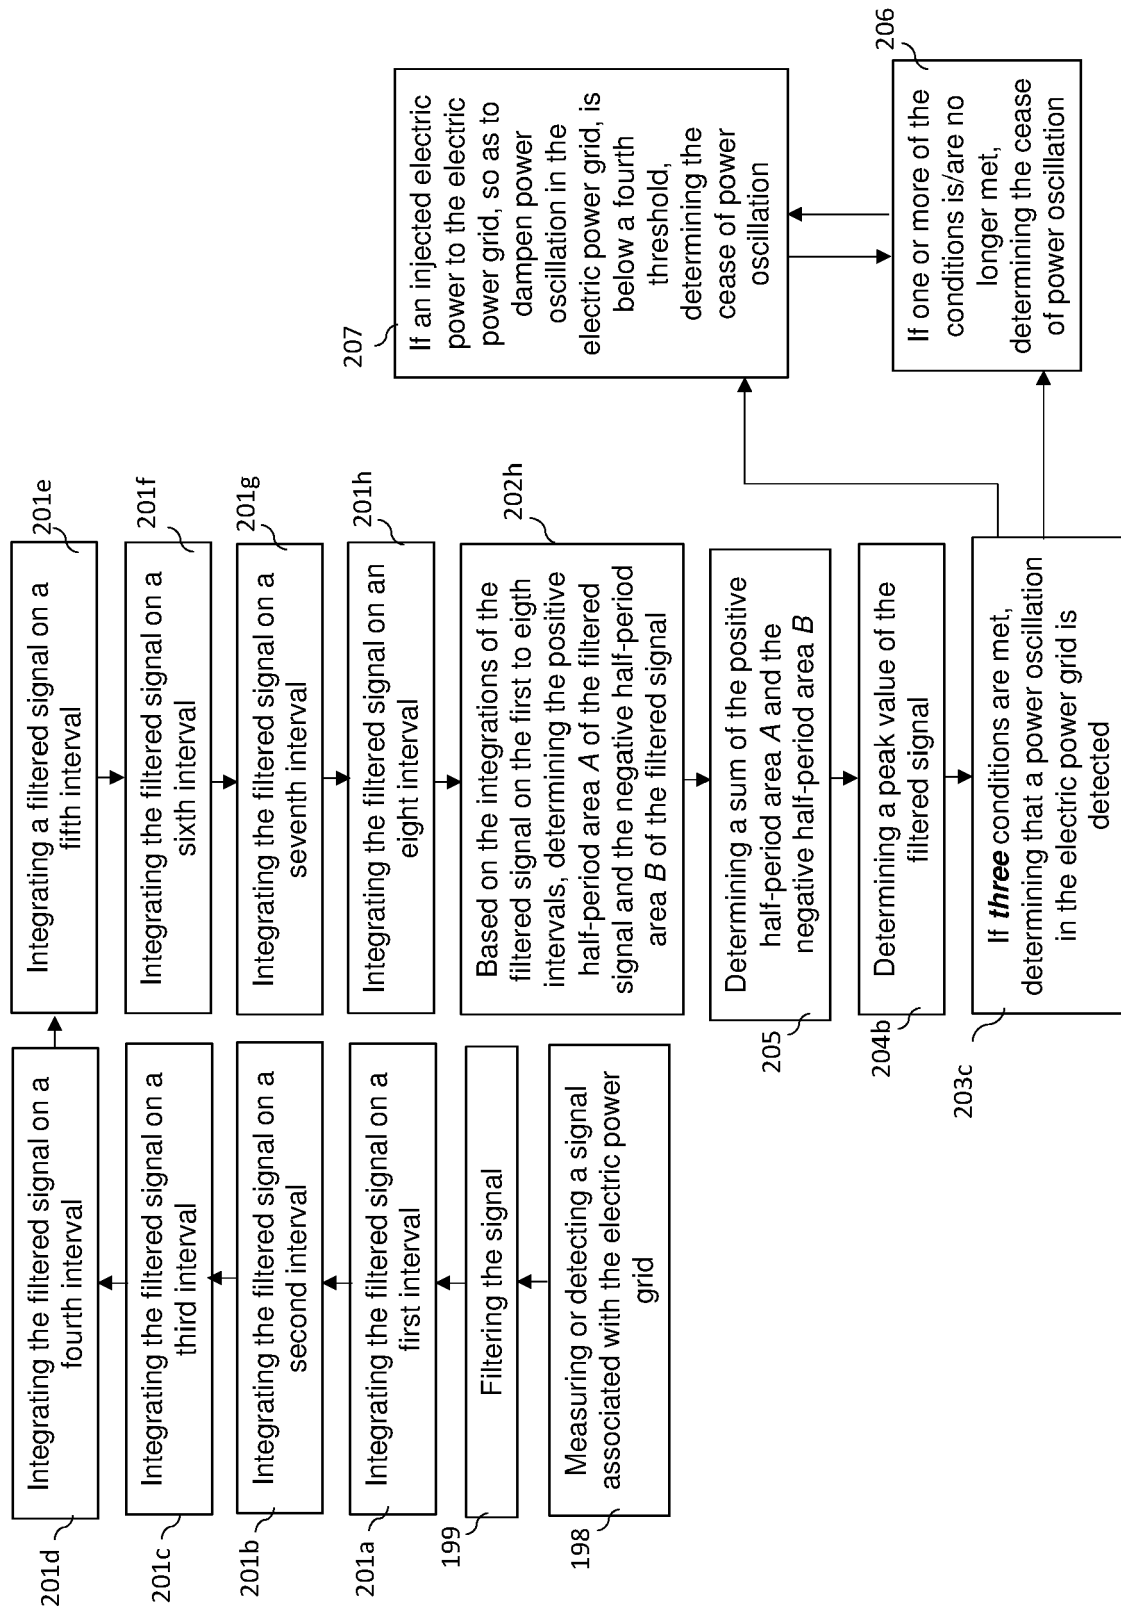 Measuring or detecting a signal
associated with the electric power
grid
198
Filtering the signal
199
Integrating the filtered signal on a
first interval
201a
Integrating the filtered signal on a
second interval
201b
Integrating the filtered signal on a
third interval
201c
Integrating the filtered signal on a
fourth interval
201d
Integrating a filtered signal on a
fifth interval
201e
Integrating the filtered signal on a
sixth interval
201f
Integrating the filtered signal on a
seventh interval
201g
Integrating the filtered signal on an
eight interval
201h
Based on the integrations of the
filtered signal on the first to eigth
intervals, determining the positive
half-period area A of the filtered
signal and the negative half-period
area B of the filtered signal
202h
Determining a sum of the positive
half-period area A and the
negative half-period area B
205
Determining a peak value of the
filtered signal
204b
If three conditions are met,
determining that a power oscillation
in the electric power grid is
detected
203c
If an injected electric
power to the electric
power grid, so as to
dampen power
oscillation in the
electric power grid, is
below a fourth
threshold,
determining the
cease of power
oscillation
207
If one or more of the
conditions is/are no
longer met,
determining the cease
of power oscillation
206